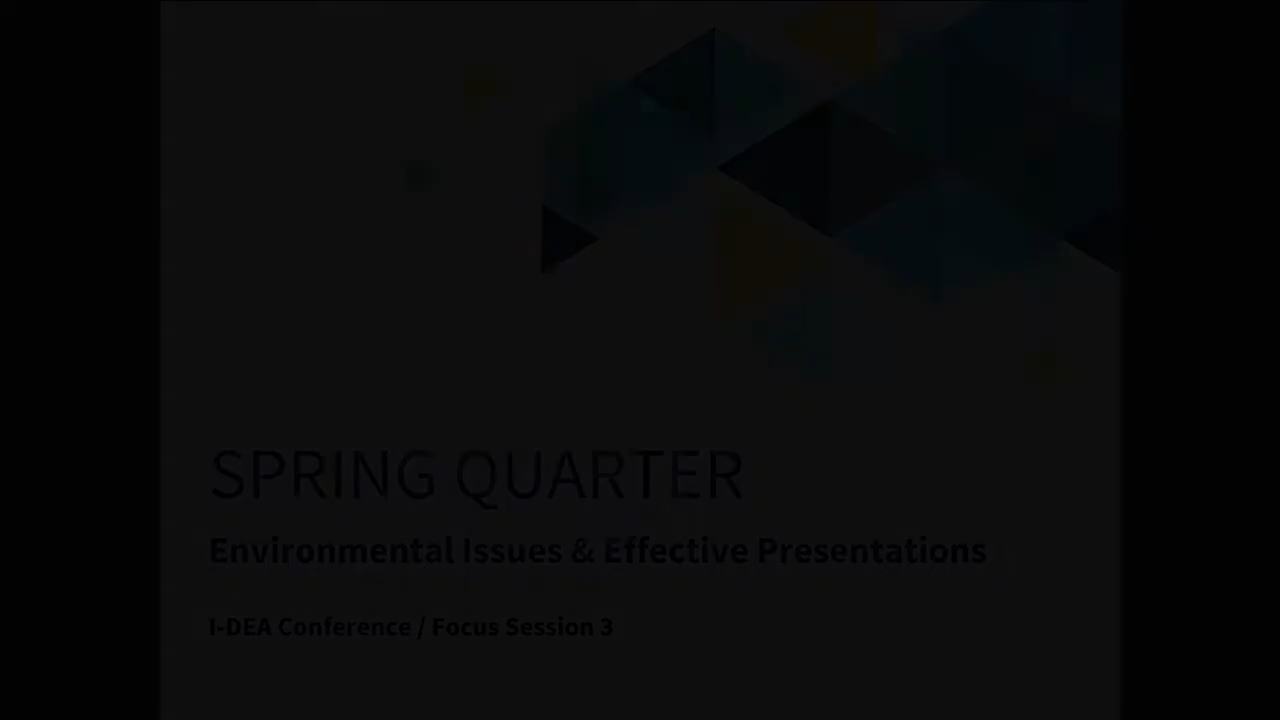 SPRING QUARTER
Environmental Issues & Effective Presentations
I-DEA Conference / Focus Session 3